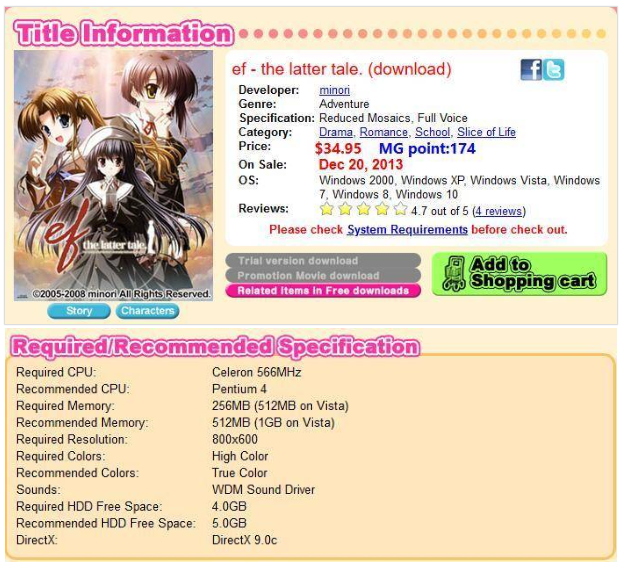 Title Information
ef - the latter tale. (download)
Developer: minori
Genre: Adventure
Specification: Reduced Mosaics, Full Voice
Category: Drama, Romance, School, Slice of Life
Price: $34.95 MG point:174
On Sale: Dec 20, 2013
OS: Windows 2000, Windows XP, Windows Vista, Windows
7, Windows 8, Windows 10
Reviews: 4.7 out of 5 (4 reviews)
Please check System Requirements before check out.
ef the latter tale.
©2005-2008 minori All Rights Reserved.
Story Characters
Trial version download
Promotion Movie download
Related Items in Free downloads
Add to
Shopping cart
Required/Recommended Specification
Required CPU: Celeron 566MHz
Recommended CPU: Pentium 4
Required Memory: 256MB (512MB on Vista)
Recommended Memory: 512MB (1GB on Vista)
Required Resolution: 800x600
Required Colors: High Color
Recommended Colors: True Color
Sounds: WDM Sound Driver
Required HDD Free Space: 4.0GB
Recommended HDD Free Space: 5.0GB
DirectX: DirectX 9.0c